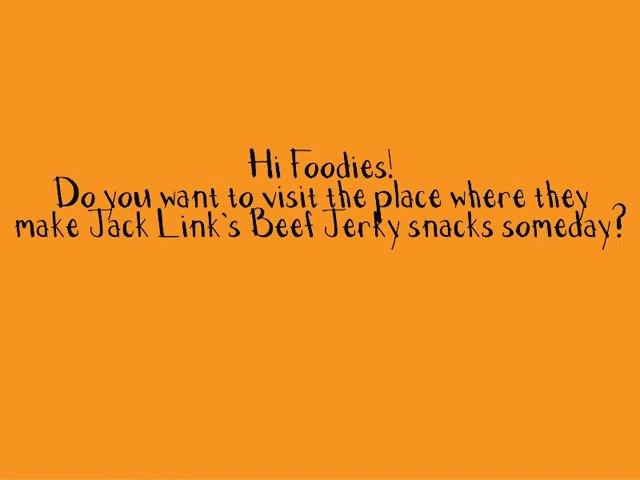 Hi Foodies!
Do you want to visit the place where they
make Jack Link's Beef Jerky snacks someday?